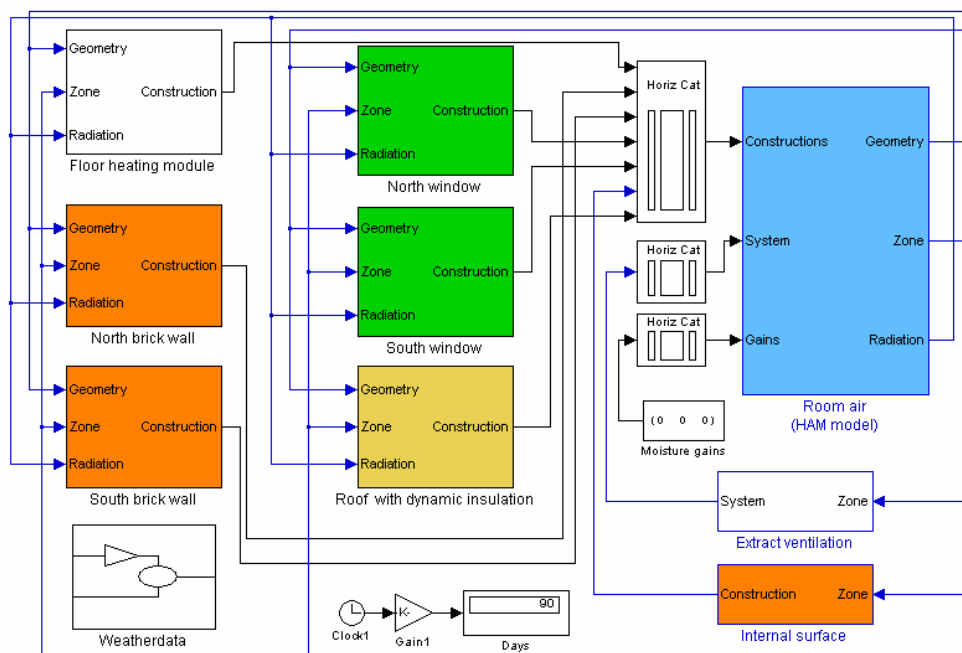 Geometry
Zone
Construction
Radiation
Floor heating module
Geometry
Zone
Construction
Radiation
North brick wall
Geometry
Zone
Construction
Radiation
South brick wall
Weatherdata
Geometry
Zone
Construction
Radiation
North window
Geometry
Zone
Construction
Radiation
South window
Geometry
Zone
Construction
Radiation
Roof with dynamic insulation
Clock1
-K-
Gain1
90
Days
Horiz Cat
Horiz Cat
Horiz Cat
(0 0 0)
Moisture gains
Constructions
Geometry
System
Zone
Gains
Radiation
Room air
(HAM model)
System
Zone
Extract ventilation
Construction
Zone
Internal surface